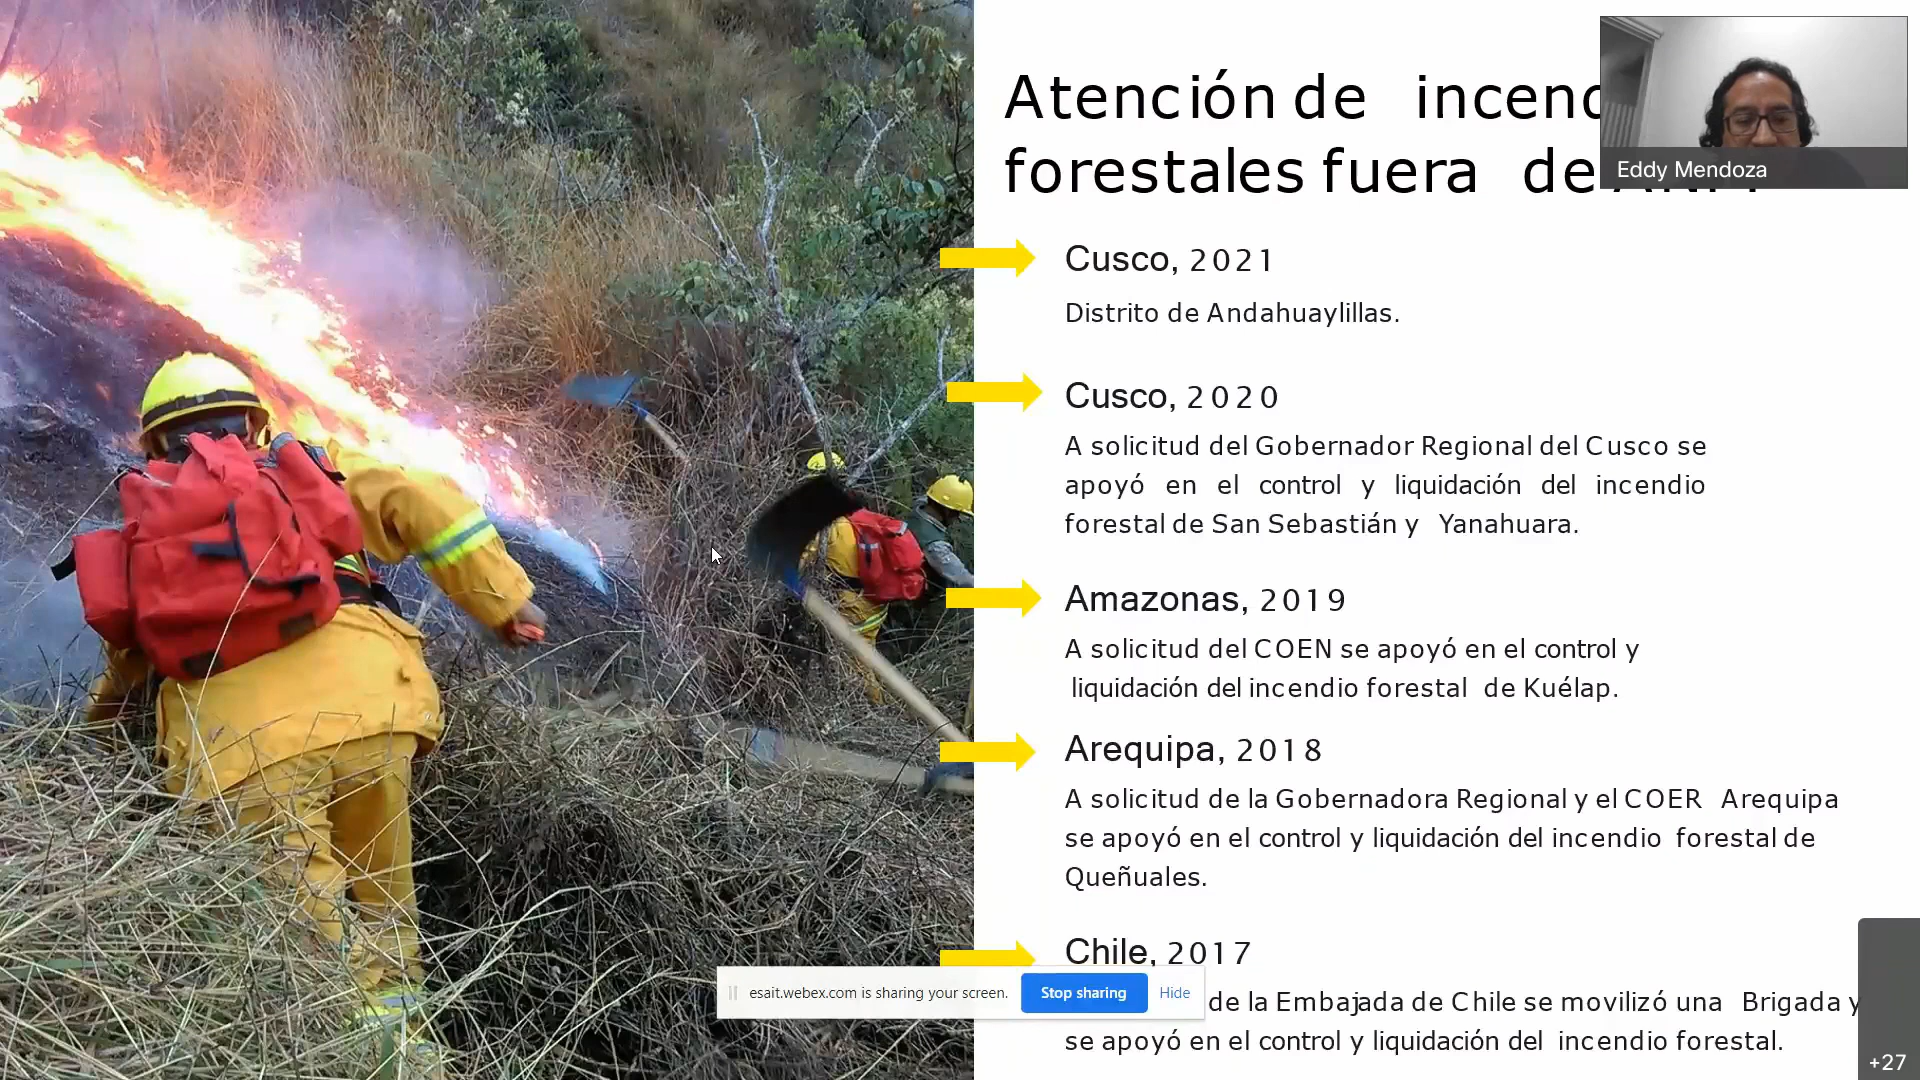 Atención de incend
forestales fuera de
Eddy Mendoza
Cusco, 2021
Distrito de Andahuaylillas.
Cusco, 2020
A solicitud del Gobernador Regional del Cusco se
apoyó en el control y liquidación del incendio
forestal de San Sebastián y Yanahuara.
Amazonas, 2019
A solicitud del COEN se apoyó en el control y
liquidación del incendio forestal de Kuélap.
Arequipa, 2018
A solicitud de la Gobernadora Regional y el COER Arequipa
se apoyó en el control y liquidación del incendio forestal de
Queñuales.
Chile, 2017
de la Embajada de Chile se movilizó una Brigada y
se apoyó en el control y liquidación del incendio forestal.
esait.webex.com is sharing your screen. Stop sharing Hide
+27